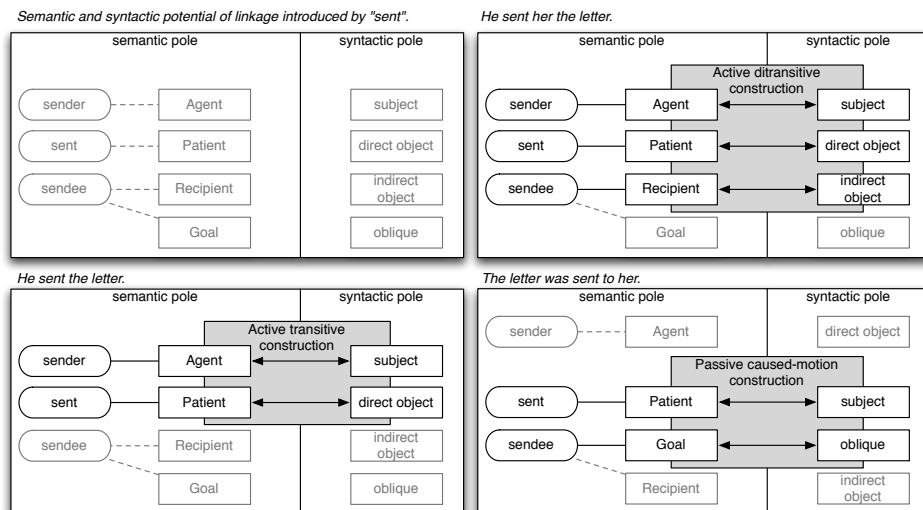 Semantic and syntactic potential of linkage introduced by "sent".
semantic pole
syntactic pole
sender
Agent
subject
sent
Patient
direct object
sendee
Recipient
indirect
object
Goal
oblique
He sent her the letter.
semantic pole
syntactic pole
Active ditransitive
construction
sender
Agent
subject
sent
Patient
direct object
sendee
Recipient
indirect
object
Goal
oblique
He sent the letter.
semantic pole
syntactic pole
Active transitive
construction
sender
Agent
subject
sent
Patient
direct object
sendee
Recipient
indirect
object
Goal
oblique
The letter was sent to her.
semantic pole
syntactic pole
sender
Agent
direct object
Passive caused-motion
construction
sent
Patient
subject
sendee
Goal
oblique
Recipient
indirect
object